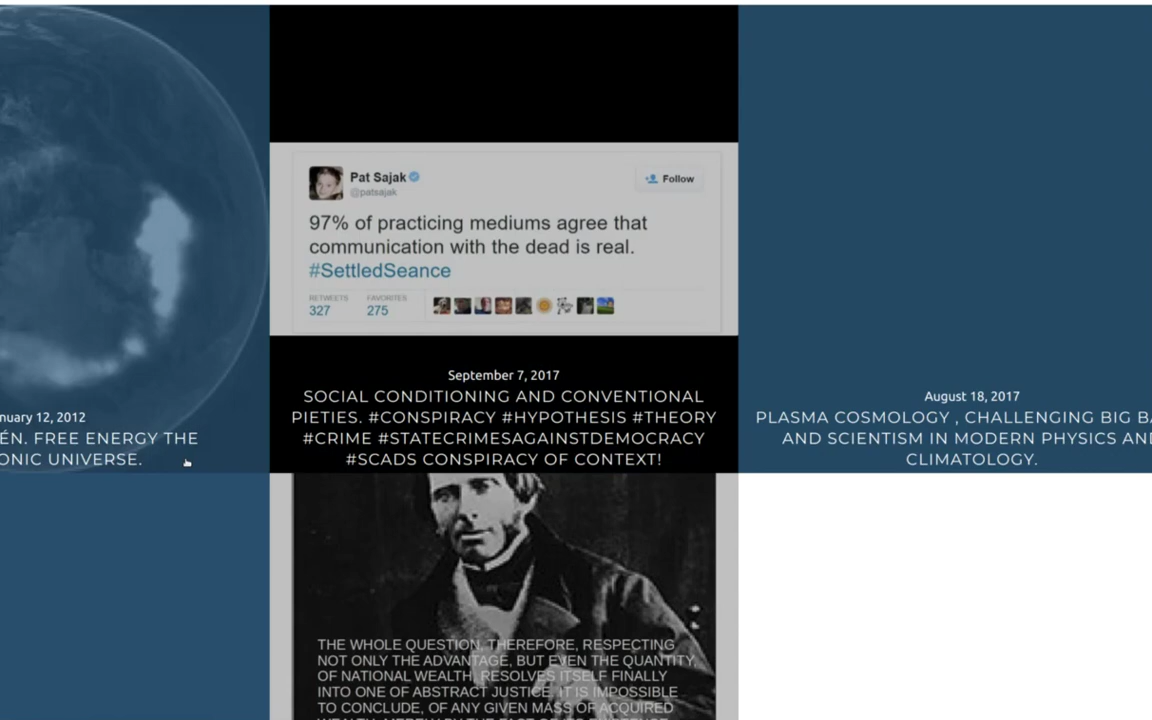 Pat Sajak
@patsajak
Follow
97% of practicing mediums agree that
communication with the dead is real.
#SettledSeance
RETWEETS
327
FAVORITES
275
nuary 12, 2012
ÉN. FREE ENERGY THE
ONIC UNIVERSE.
September 7, 2017
SOCIAL CONDITIONING AND CONVENTIONAL
PIETIES. #CONSPIRACY #HYPOTHESIS #THEORY
#CRIME #STATECRIMESAGAINSTDEMOCRACY
#SCADS CONSPIRACY OF CONTEXT!
August 18, 2017
PLASMA COSMOLOGY , CHALLENGING BIG BA
AND SCIENTISM IN MODERN PHYSICS AND
CLIMATOLOGY.
THE WHOLE QUESTION, THEREFORE, RESPECTING
NOT ONLY THE ADVANTAGE, BUT EVEN THE QUANTITY,
OF NATIONAL WEALTH, RESOLVES ITSELF FINALLY
INTO ONE OF ABSTRACT JUSTICE. IT IS IMPOSSIBLE
TO CONCLUDE, OF ANY GIVEN MASS OF ACQUIRED